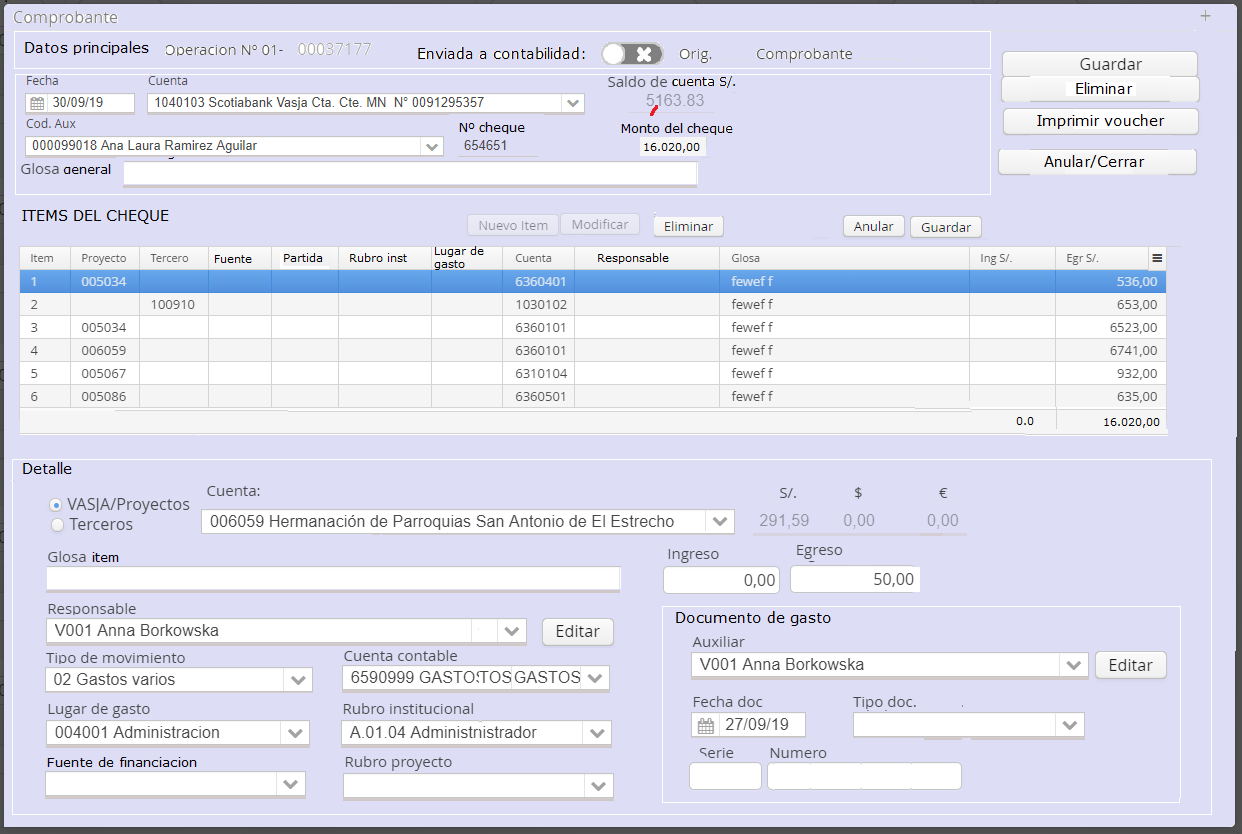 Comprobante
Datos principales Operacion Nº 01- 00037177 Enviada a contabilidad: Orig. Comprobante
Guardar
Eliminar
Imprimir voucher
Anular/Cerrar
Fecha Cuenta Saldo de cuenta S/.
30/09/19 1040103 Scotiabank Vasja Cta. Cte. MN N° 0091295357 5163.83
Cod. Aux Nº cheque Monto del cheque
000099018 Ana Laura Ramirez Aguilar 654651 16.020,00
Glosa general
ITEMS DEL CHEQUE
Nuevo Item Modificar Eliminar Anular Guardar
Item Proyecto Tercero Fuente Partida Rubro inst Lugar de gasto Cuenta Responsable Glosa Ing S/. Egr S/.
1 005034 6360401 fewef f 536,00
2 100910 1030102 fewef f 653,00
3 005034 6360101 fewef f 6523,00
4 006059 6360101 fewef f 6741,00
5 005067 6310104 fewef f 932,00
6 005086 6360501 fewef f 635,00
0.0 16.020,00
Detalle
VASJA/Proyectos
Terceros
Cuenta: S/. $ €
006059 Hermanación de Parroquias San Antonio de El Estrecho 291,59 0,00 0,00
Glosa item Ingreso Egreso
0,00 50,00
Responsable
V001 Anna Borkowska Editar
Tipo de movimiento Cuenta contable
02 Gastos varios 6590999 GASTOSTOSGASTOS
Lugar de gasto Rubro institucional
004001 Administracion A.01.04 Administnistrador
Fuente de financiacion Rubro proyecto
Documento de gasto
Auxiliar
V001 Anna Borkowska Editar
Fecha doc Tipo doc.
27/09/19
Serie Numero